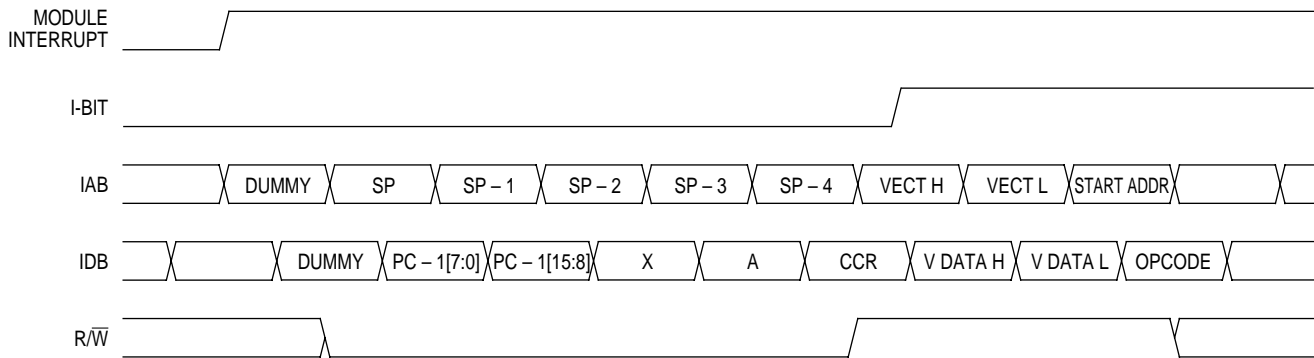 MODULE
INTERRUPT
I-BIT
IAB DUMMY SP SP – 1 SP – 2 SP – 3 SP – 4 VECT H VECT L START ADDR
IDB DUMMY PC – 1[7:0] PC – 1[15:8] X A CCR V DATA H V DATA L OPCODE
R/W̅